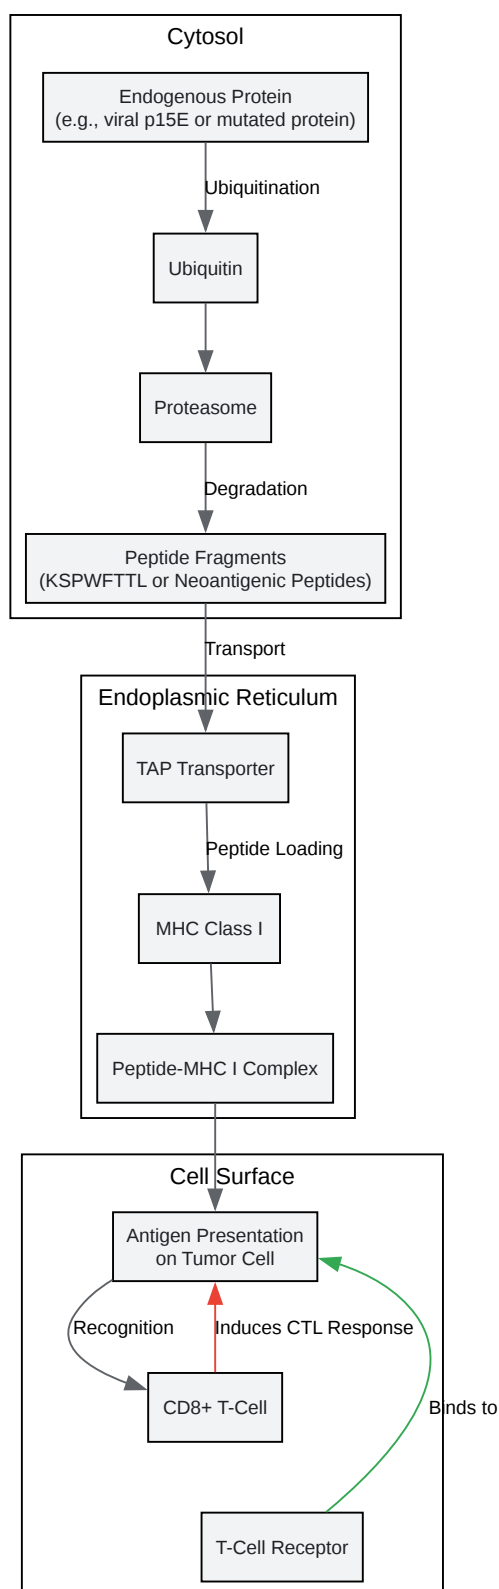 Cytosol
Endogenous Protein
(e.g., viral p15E or mutated protein)
Ubiquitination
Ubiquitin
Proteasome
Degradation
Peptide Fragments
(KSPWFTTL or Neoantigenic Peptides)
Transport
Endoplasmic Reticulum
TAP Transporter
Peptide Loading
MHC Class I
Peptide-MHC I Complex
Cell Surface
Antigen Presentation
on Tumor Cell
Recognition
Induces CTL Response
CD8+ T-Cell
Binds to
T-Cell Receptor